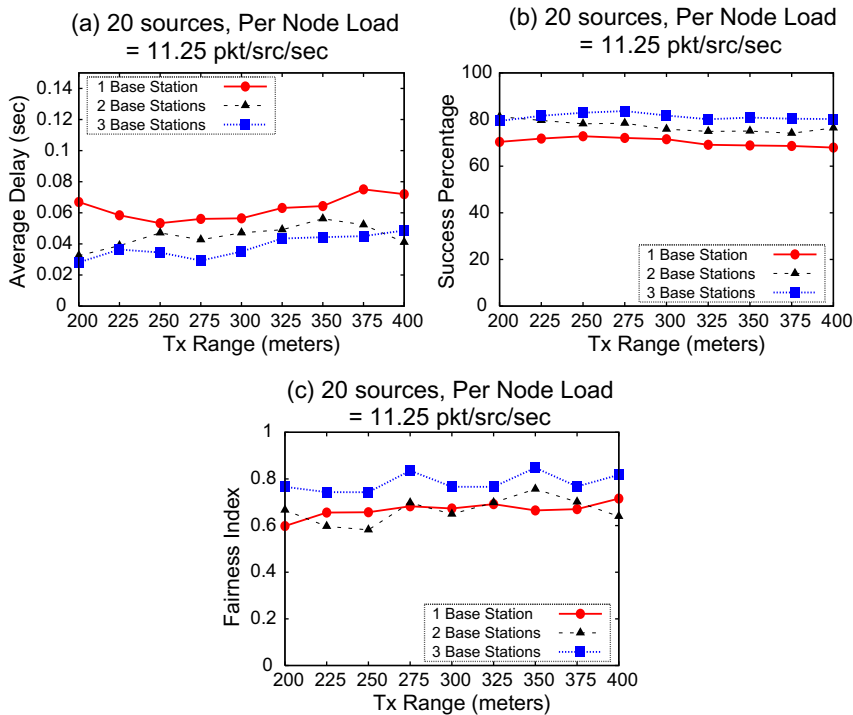 (a) 20 sources, Per Node Load
= 11.25 pkt/src/sec
0.14
0.12
0.1
0.08
0.06
0.04
0.02
0
Average Delay (sec)
1 Base Station
2 Base Stations
3 Base Stations
200 225 250 275 300 325 350 375 400
Tx Range (meters)
(b) 20 sources, Per Node Load
= 11.25 pkt/src/sec
100
80
60
40
20
0
Success Percentage
1 Base Station
2 Base Stations
3 Base Stations
200 225 250 275 300 325 350 375 400
Tx Range (meters)
(c) 20 sources, Per Node Load
= 11.25 pkt/src/sec
1
0.8
0.6
0.4
0.2
0
Fairness Index
1 Base Station
2 Base Stations
3 Base Stations
200 225 250 275 300 325 350 375 400
Tx Range (meters)